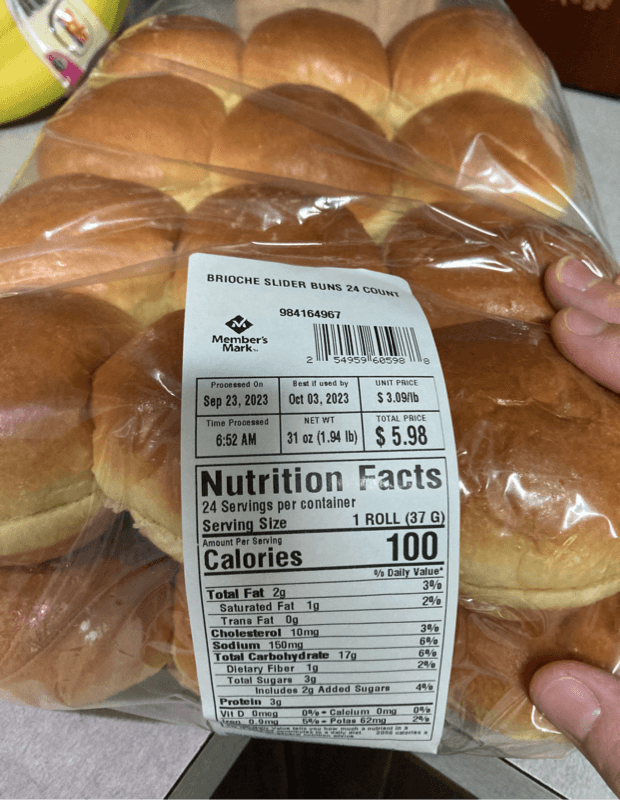 BRIOCHE SLIDER BUNS 24 COUNT
984164967
Member's
Mark™
2 54959 60598 8
Processed On Best if used by UNIT PRICE
Sep 23, 2023 Oct 03, 2023 $ 3.09/lb
Time Processed NET WT TOTAL PRICE
6:52 AM 31 oz (1.94 lb) $ 5.98
Nutrition Facts
24 Servings per container
Serving Size 1 ROLL (37 G)
Amount Per Serving
Calories 100
% Daily Value*
Total Fat 2g 3%
Saturated Fat 1g 2%
Trans Fat 0g
Cholesterol 10mg 3%
Sodium 150mg 6%
Total Carbohydrate 17g 6%
Dietary Fiber 1g 2%
Total Sugars 3g
Includes 2g Added Sugars 4%
Protein 3g
Vit D 0mcg 0% • Calcium 0mg 0%
Iron 0.9mg 5% • Potas 62mg 2%